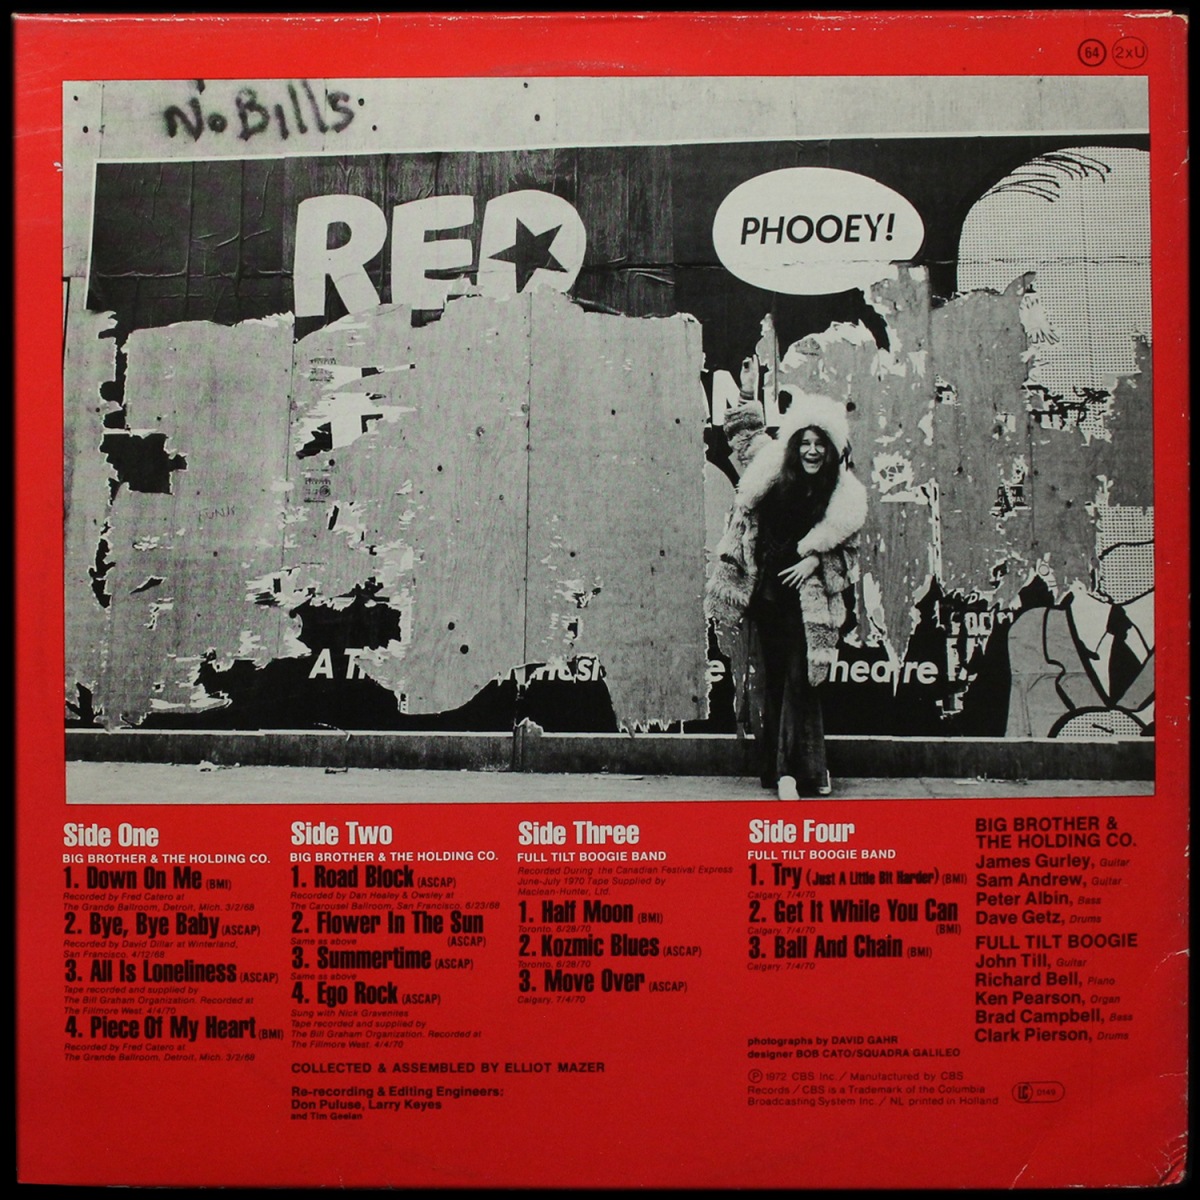 64 2xU
No Bills
RED
PHOOEY!
Side One
BIG BROTHER & THE HOLDING CO.
1. Down On Me (BMI)
Recorded by Fred Catero at
The Grande Ballroom, Detroit, Mich. 3/2/68
2. Bye, Bye Baby (ASCAP)
Recorded by David Dillar at Winterland,
San Francisco, 4/12/68
3. All Is Loneliness (ASCAP)
Tape recorded and supplied by
The Bill Graham Organization. Recorded at
The Fillmore West. 4/4/70
4. Piece Of My Heart (BMI)
Recorded by Fred Catero at
The Grande Ballroom, Detroit, Mich. 3/2/68
Side Two
BIG BROTHER & THE HOLDING CO.
1. Road Block (ASCAP)
Recorded by Dan Healey & Owsley at
The Carousel Ballroom, San Francisco. 6/23/68
2. Flower In The Sun
Same as above (ASCAP)
3. Summertime (ASCAP)
Same as above
4. Ego Rock (ASCAP)
Sung with Nick Gravenites
Tape recorded and supplied by
The Bill Graham Organization. Recorded at
The Fillmore West. 4/4/70
COLLECTED & ASSEMBLED BY ELLIOT MAZER
Re-recording & Editing Engineers:
Don Puluse, Larry Keyes
and Tim Geelan
Side Three
FULL TILT BOOGIE BAND
Recorded During the Canadian Festival Express
June-July 1970 Tape Supplied by
Maclean-Hunter, Ltd.
1. Half Moon (BMI)
Toronto. 6/28/70
2. Kozmic Blues (ASCAP)
Toronto. 6/28/70
3. Move Over (ASCAP)
Calgary. 7/4/70
Side Four
FULL TILT BOOGIE BAND
1. Try (Just A Little Bit Harder) (BMI)
Calgary. 7/4/70
2. Get It While You Can
Calgary. 7/4/70 (BMI)
3. Ball And Chain (BMI)
Calgary. 7/4/70
photographs by DAVID GAHR
designer BOB CATO/SQUADRA GALILEO
Ⓟ 1972 CBS Inc./ Manufactured by CBS
Records / CBS is a Trademark of the Columbia
Broadcasting System Inc./ NL printed in Holland
LC 0149
BIG BROTHER &
THE HOLDING CO.
James Gurley, Guitar
Sam Andrew, Guitar
Peter Albin, Bass
Dave Getz, Drums
FULL TILT BOOGIE
John Till, Guitar
Richard Bell, Piano
Ken Pearson, Organ
Brad Campbell, Bass
Clark Pierson, Drums